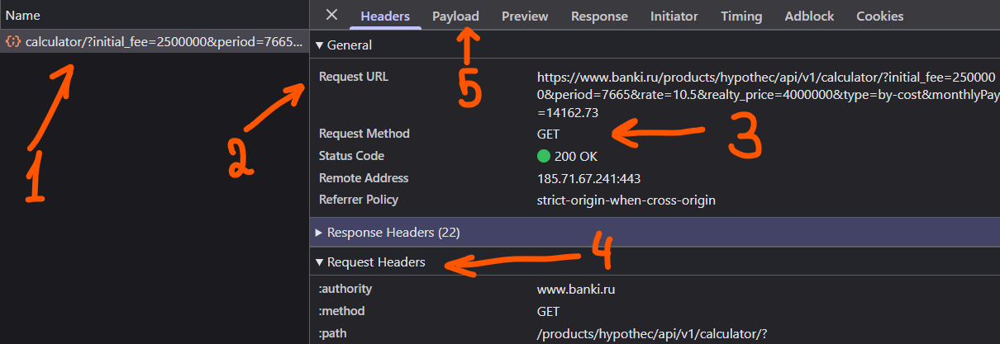 Name
Headers Payload Preview Response Initiator Timing Adblock Cookies
calculator/?initial_fee=2500000&period=7665...
General
5
Request URL
https://www.banki.ru/products/hypothec/api/v1/calculator/?initial_fee=250000
0&period=7665&rate=10.5&realty_price=4000000&type=by-cost&monthlyPay
=14162.73
1
2
Request Method GET
3
Status Code 200 OK
Remote Address 185.71.67.241:443
Referrer Policy strict-origin-when-cross-origin
Response Headers (22)
4
Request Headers
:authority www.banki.ru
:method GET
:path /products/hypothec/api/v1/calculator/?